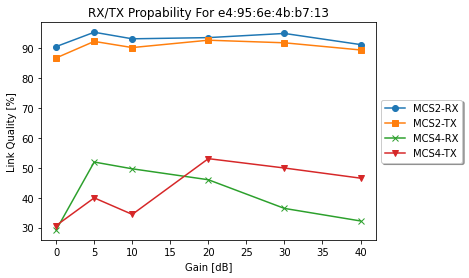 RX/TX Propability For e4:95:6e:4b:b7:13
Link Quality [%]
90
80
70
60
50
40
30
0 5 10 15 20 25 30 35 40
Gain [dB]
MCS2-RX
MCS2-TX
MCS4-RX
MCS4-TX